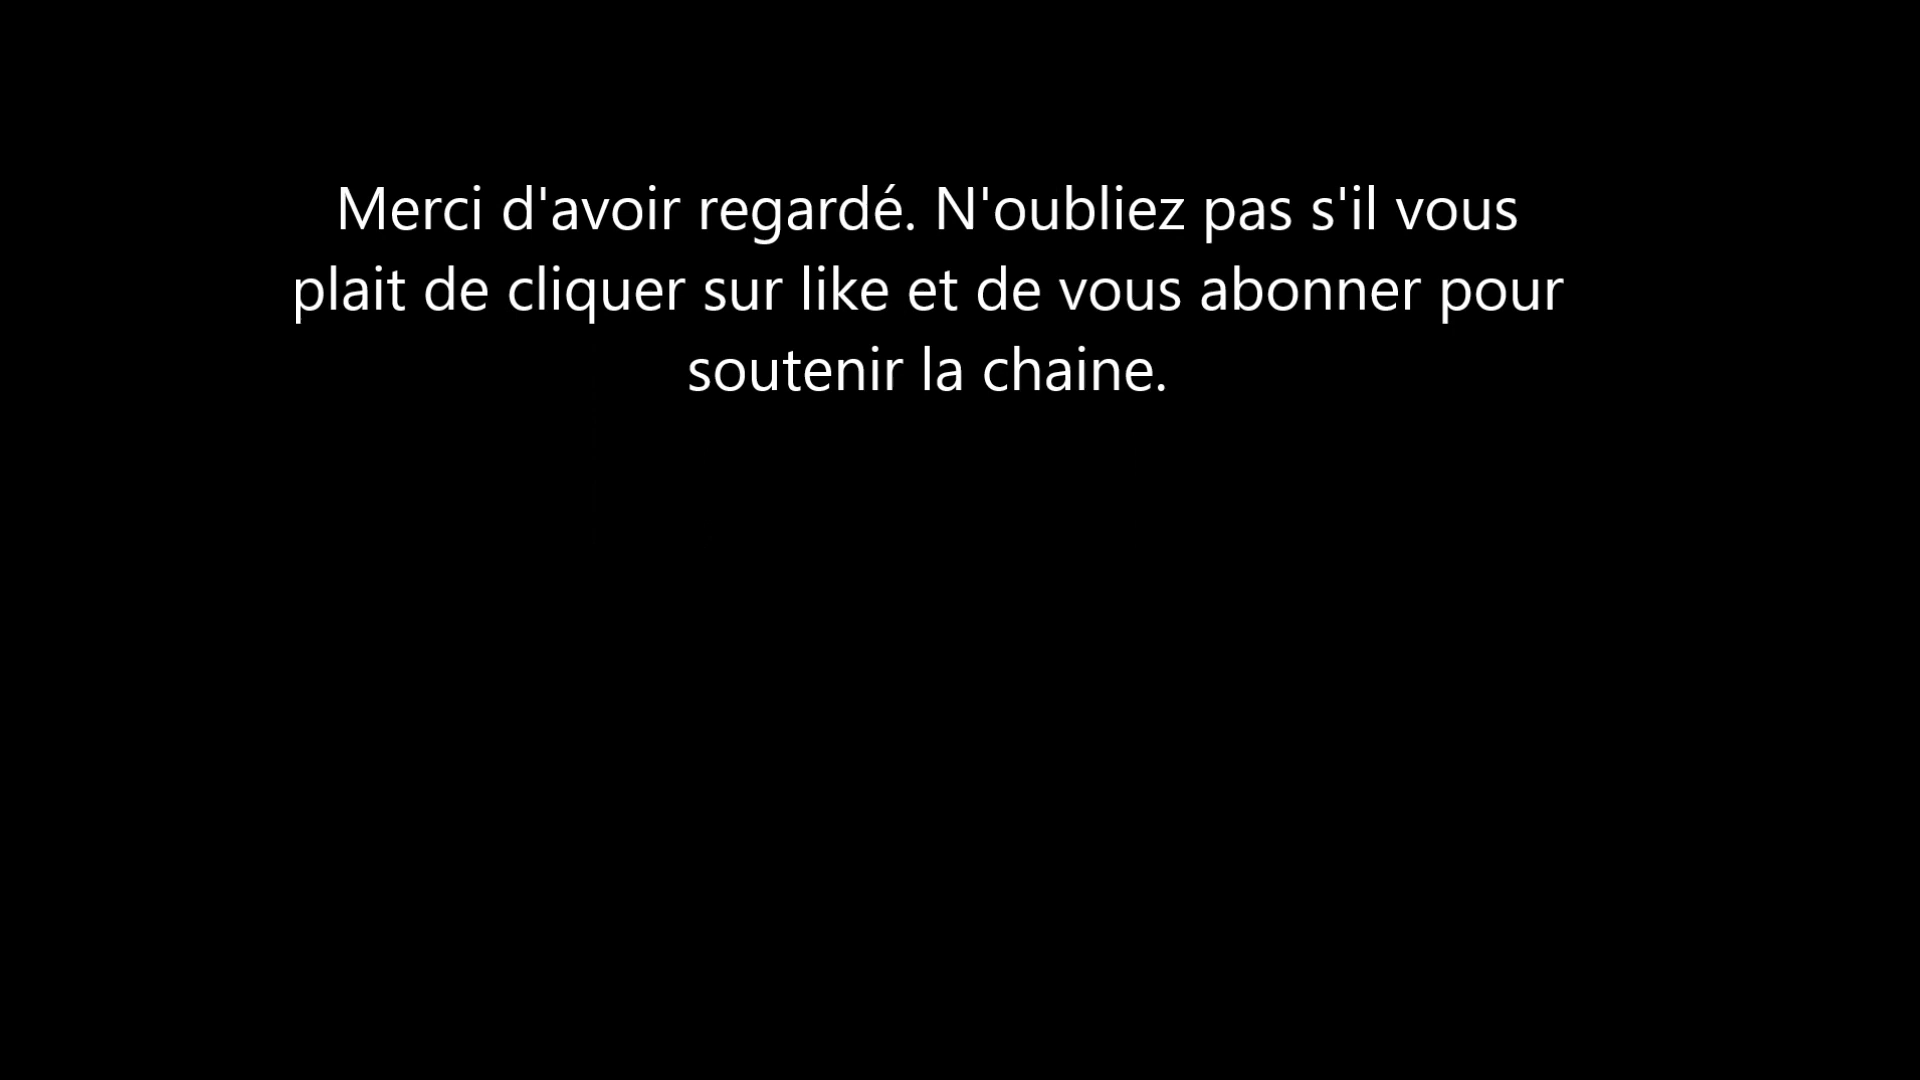 Merci d'avoir regardé. N'oubliez pas s'il vous
plait de cliquer sur like et de vous abonner pour
soutenir la chaine.